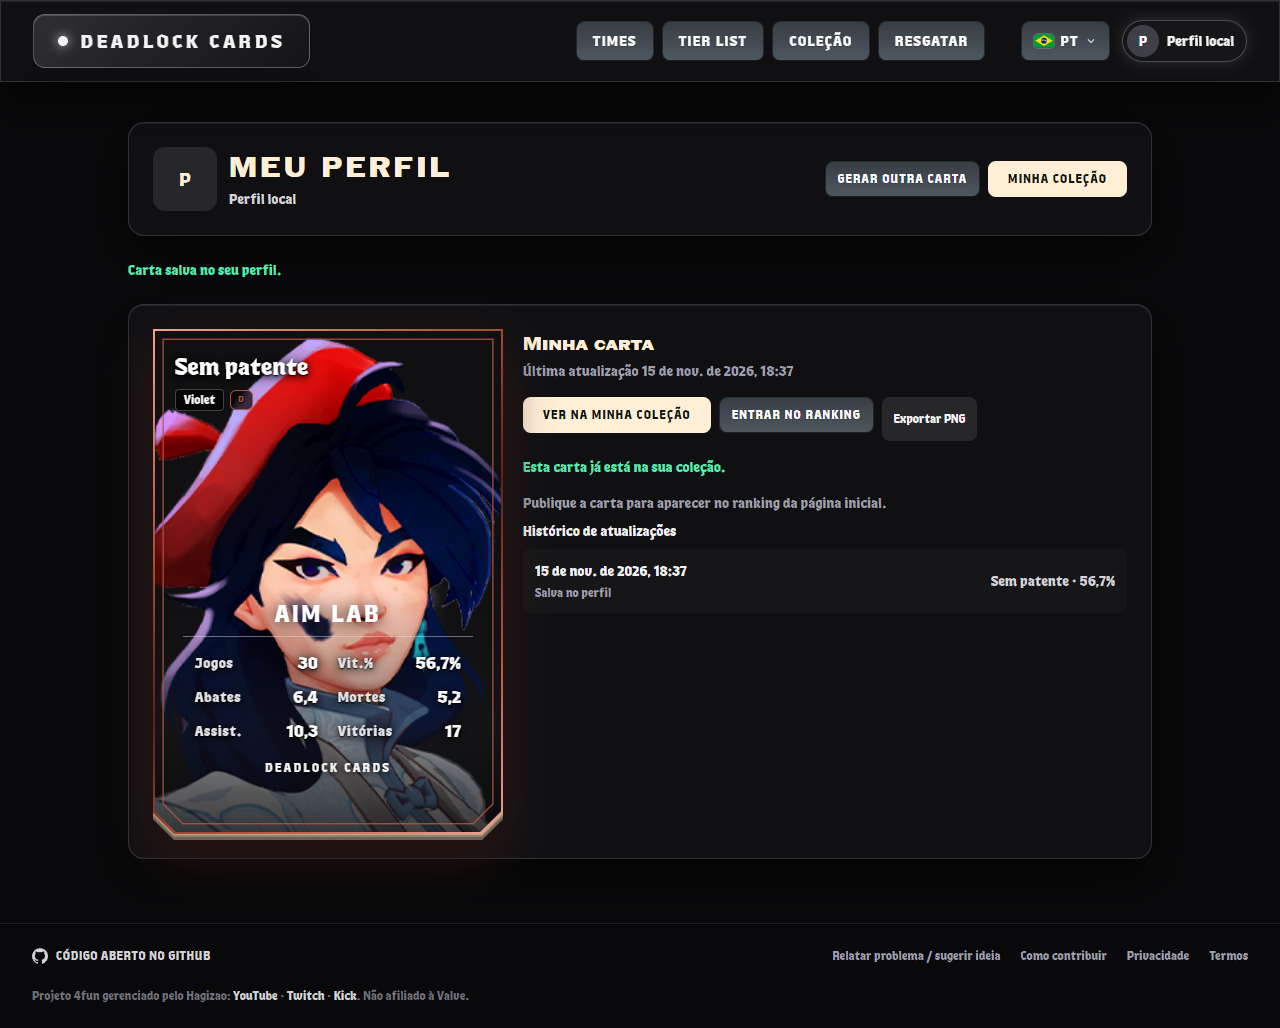 DEADLOCK CARDS
TIMES
TIER LIST
COLEÇÃO
RESGATAR
PT
P
Perfil local
P
MEU PERFIL
Perfil local
GERAR OUTRA CARTA
MINHA COLEÇÃO
Carta salva no seu perfil.
Sem patente
Violet
D
AIM LAB
Jogos 30 Vit.% 56,7%
Abates 6,4 Mortes 5,2
Assist. 10,3 Vitórias 17
DEADLOCK CARDS
Minha carta
Última atualização 15 de nov. de 2026, 18:37
VER NA MINHA COLEÇÃO
ENTRAR NO RANKING
Exportar PNG
Esta carta já está na sua coleção.
Publique a carta para aparecer no ranking da página inicial.
Histórico de atualizações
15 de nov. de 2026, 18:37
Salva no perfil
Sem patente · 56,7%
CÓDIGO ABERTO NO GITHUB
Relatar problema / sugerir ideia
Como contribuir
Privacidade
Termos
Projeto 4fun gerenciado pelo Hagizao: YouTube · Twitch · Kick. Não afiliado à Valve.